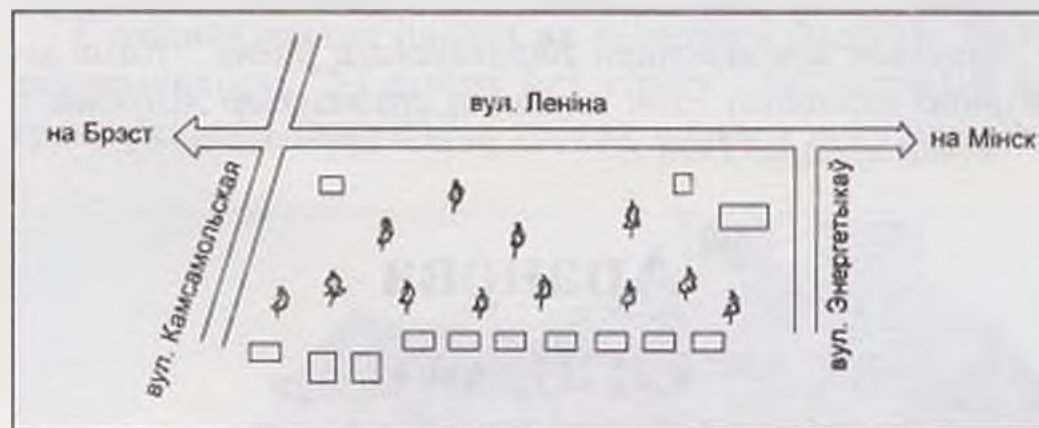 вул. Леніна
на Брэст
на Мінск
вул. Камсамольская
вул. Энергетыкаў